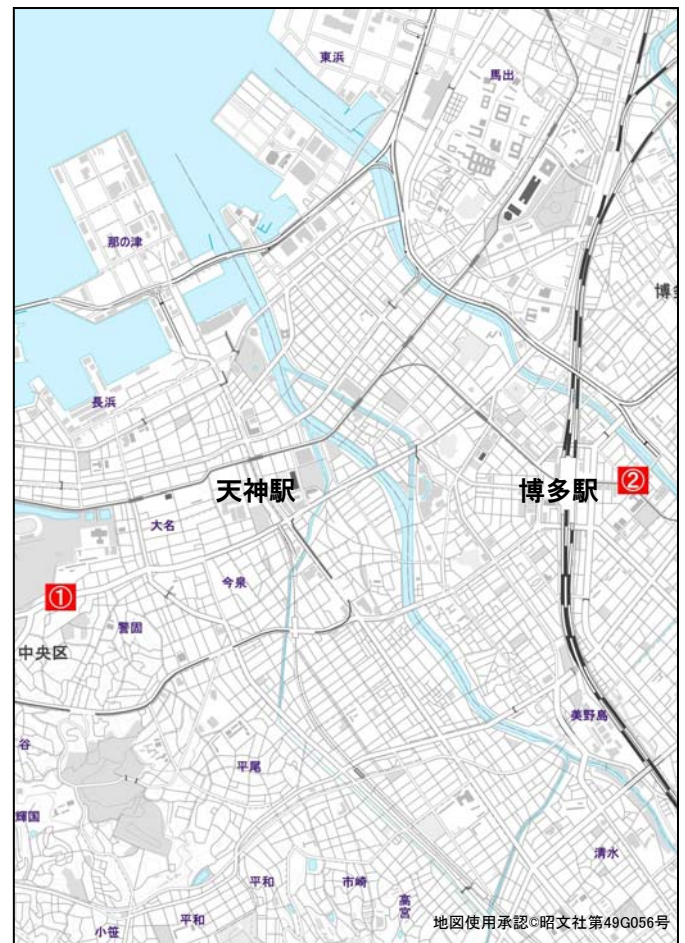 東浜
馬出
那の津
博多
長浜
天神駅
博多駅
②
大名
今泉
①
警固
中央区
美野島
谷
平尾
輝国
清水
平和
市崎
高宮
平和
小笹
地図使用承認©昭文社第49G056号